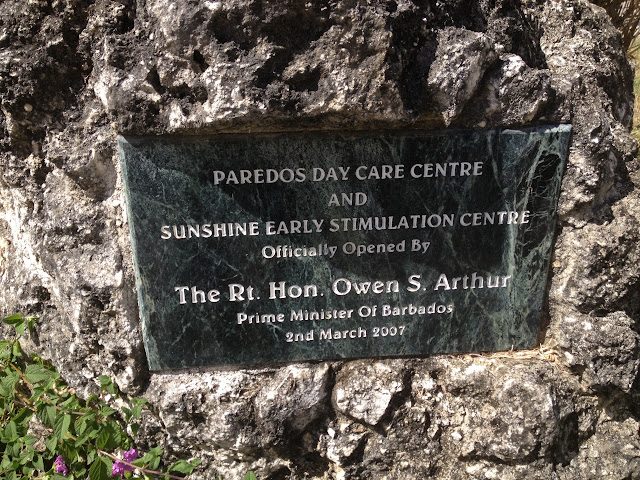 PAREDOS DAY CARE CENTRE
AND
SUNSHINE EARLY STIMULATION CENTRE
Officially Opened By
The Rt. Hon. Owen S. Arthur
Prime Minister Of Barbados
2nd March 2007